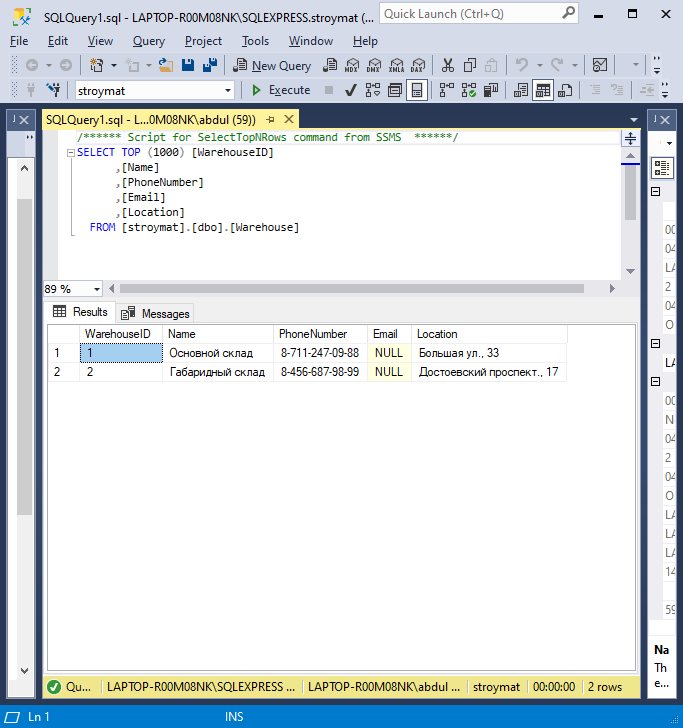 SQLQuery1.sql - LAPTOP-R00M08NK\SQLEXPRESS.stroymat (...
Quick Launch (Ctrl+Q)
File Edit View Query Project Tools Window Help
New Query
MDX DMX XMLA DAX
stroymat
Execute
SQLQuery1.sql - L...0M08NK\abdul (59))
/****** Script for SelectTopNRows command from SSMS ******/
SELECT TOP (1000) [WarehouseID]
,[Name]
,[PhoneNumber]
,[Email]
,[Location]
FROM [stroymat].[dbo].[Warehouse]
89 %
Results Messages
WarehouseID Name PhoneNumber Email Location
1 1 Основной склад 8-711-247-09-88 NULL Большая ул., 33
2 2 Габаридный склад 8-456-687-98-99 NULL Достоевский проспект., 17
00
04
LA
2
04
O
LA
00
N
04
2
04
O
LA
LA
LA
14
59
Na
Th
e...
Qu... LAPTOP-R00M08NK\SQLEXPRESS ... LAPTOP-R00M08NK\abdul ... stroymat 00:00:00 2 rows
Ln 1 INS